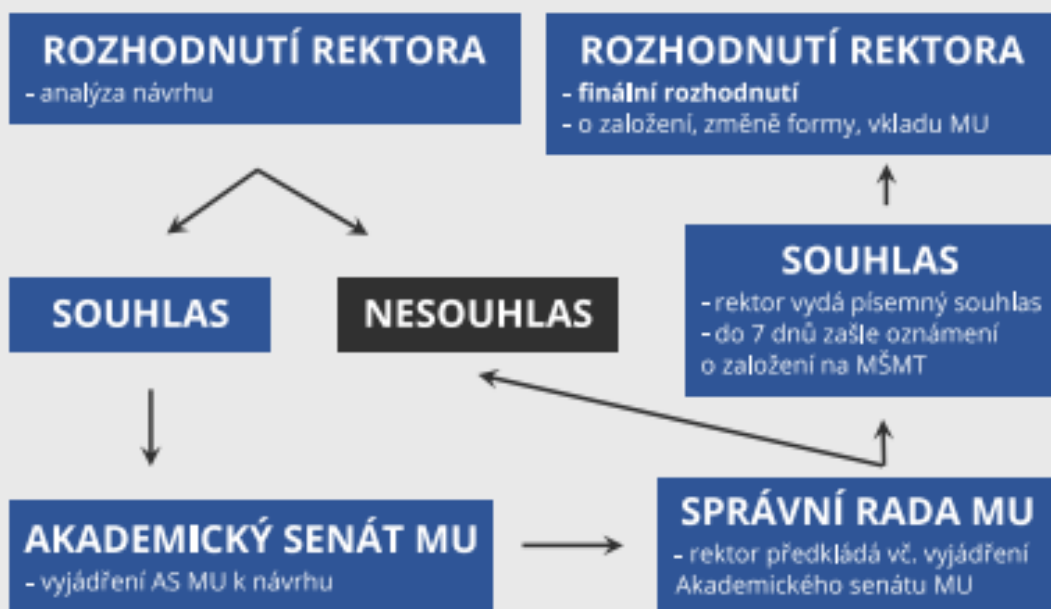 ROZHODNUTÍ REKTORA
- analýza návrhu
ROZHODNUTÍ REKTORA
- finální rozhodnutí
- o založení, změně formy, vkladu MU
SOUHLAS
NESOUHLAS
SOUHLAS
- rektor vydá písemný souhlas
- do 7 dnů zašle oznámení
o založení na MŠMT
AKADEMICKÝ SENÁT MU
- vyjádření AS MU k návrhu
SPRÁVNÍ RADA MU
- rektor předkládá vč. vyjádření
Akademického senátu MU